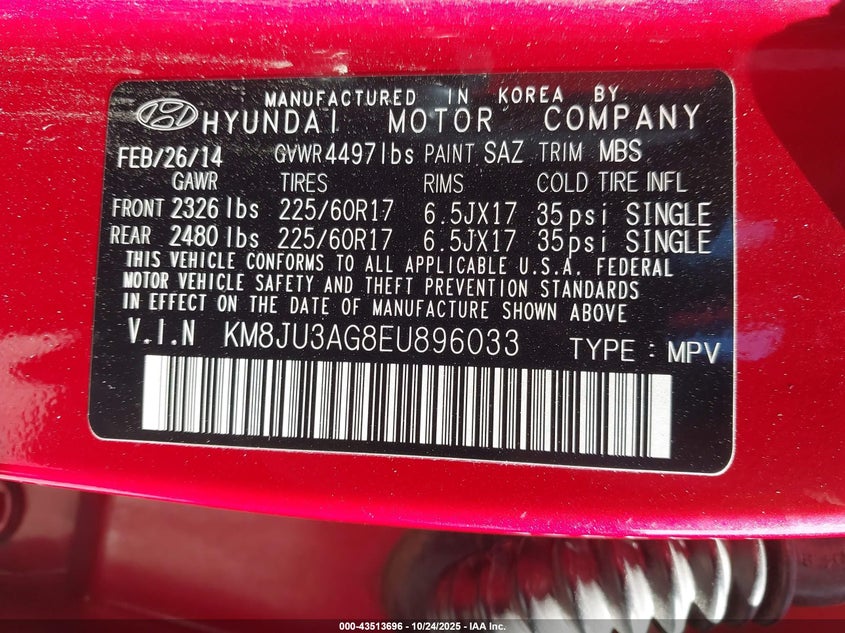 MANUFACTURED IN KOREA BY
HYUNDAI MOTOR COMPANY
FEB/26/14 GVWR 4497lbs PAINT SAZ TRIM MBS
GAWR TIRES RIMS COLD TIRE INFL
FRONT 2326 lbs 225/60R17 6.5JX17 35psi SINGLE
REAR 2480 lbs 225/60R17 6.5JX17 35psi SINGLE
THIS VEHICLE CONFORMS TO ALL APPLICABLE U.S.A. FEDERAL
MOTOR VEHICLE SAFETY AND THEFT PREVENTION STANDARDS
IN EFFECT ON THE DATE OF MANUFACTURE SHOWN ABOVE
V.I.N KM8JU3AG8EU896033 TYPE : MPV
000-43513696 - 10/24/2025 - IAA Inc.